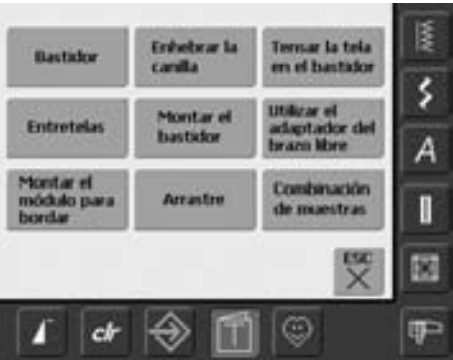 Bastidor
Enhebrar la
canilla
Tensar la tela
en el bastidor
Entretelas
Montar el
bastidor
Utilizar el
adaptador del
brazo libre
Montar el
módulo para
bordar
Arrastre
Combinación
de muestras
ESC
A
clr